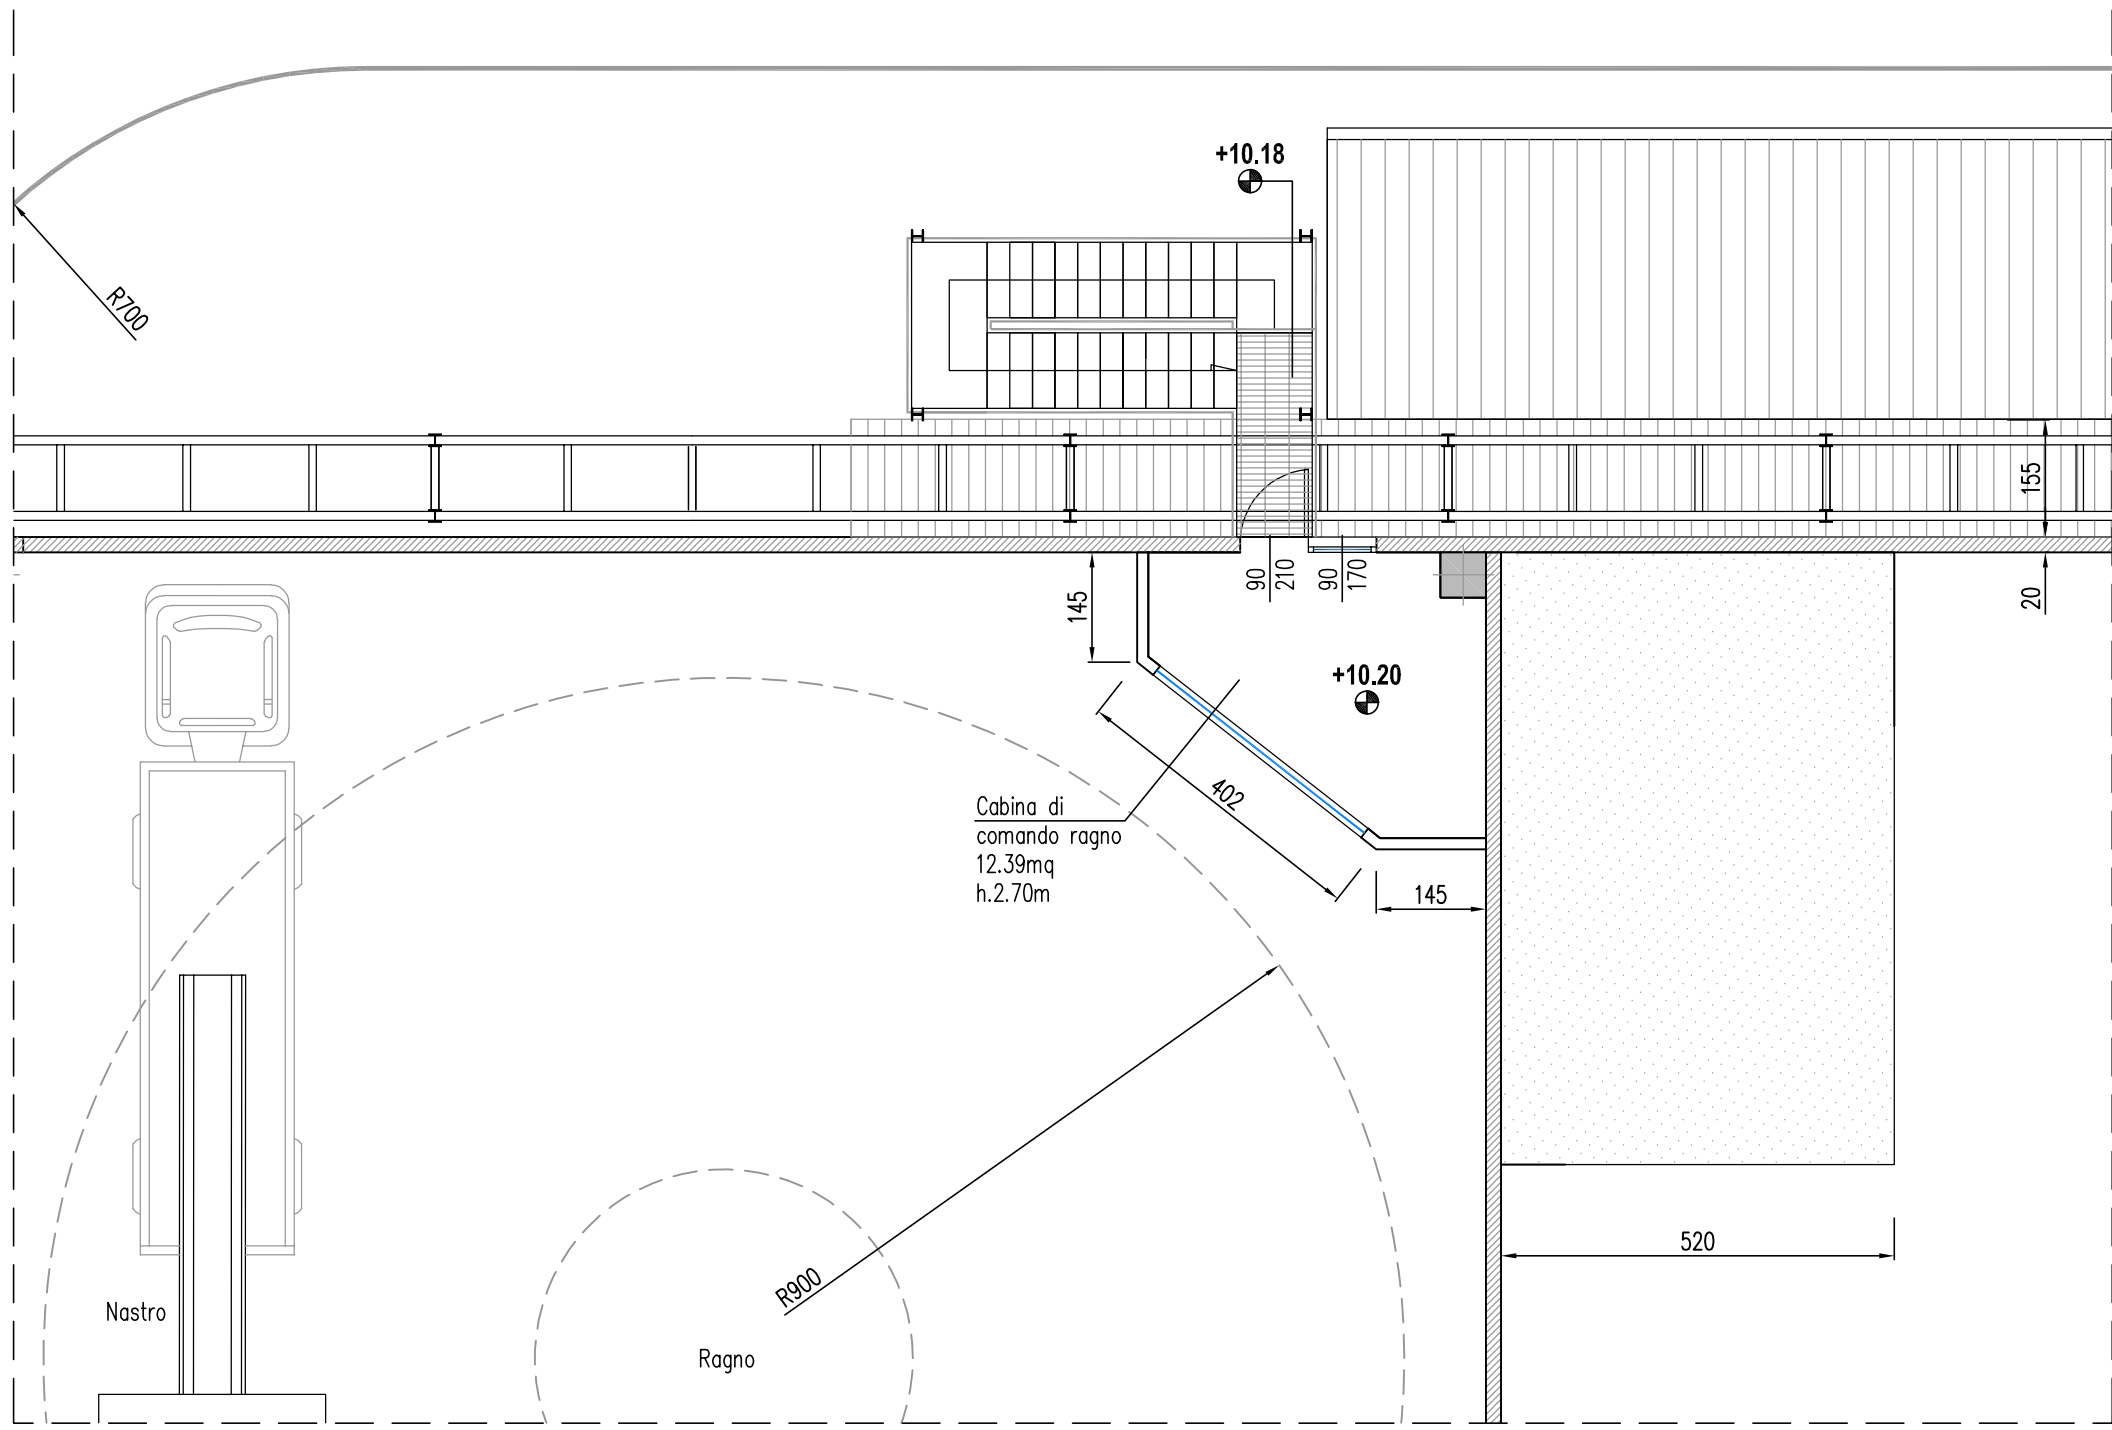 +10.18
R700
155
90
210
90
170
145
20
+10.20
402
Cabina di
comando ragno
12.39mq
h.2.70m
145
520
R900
Nastro
Ragno